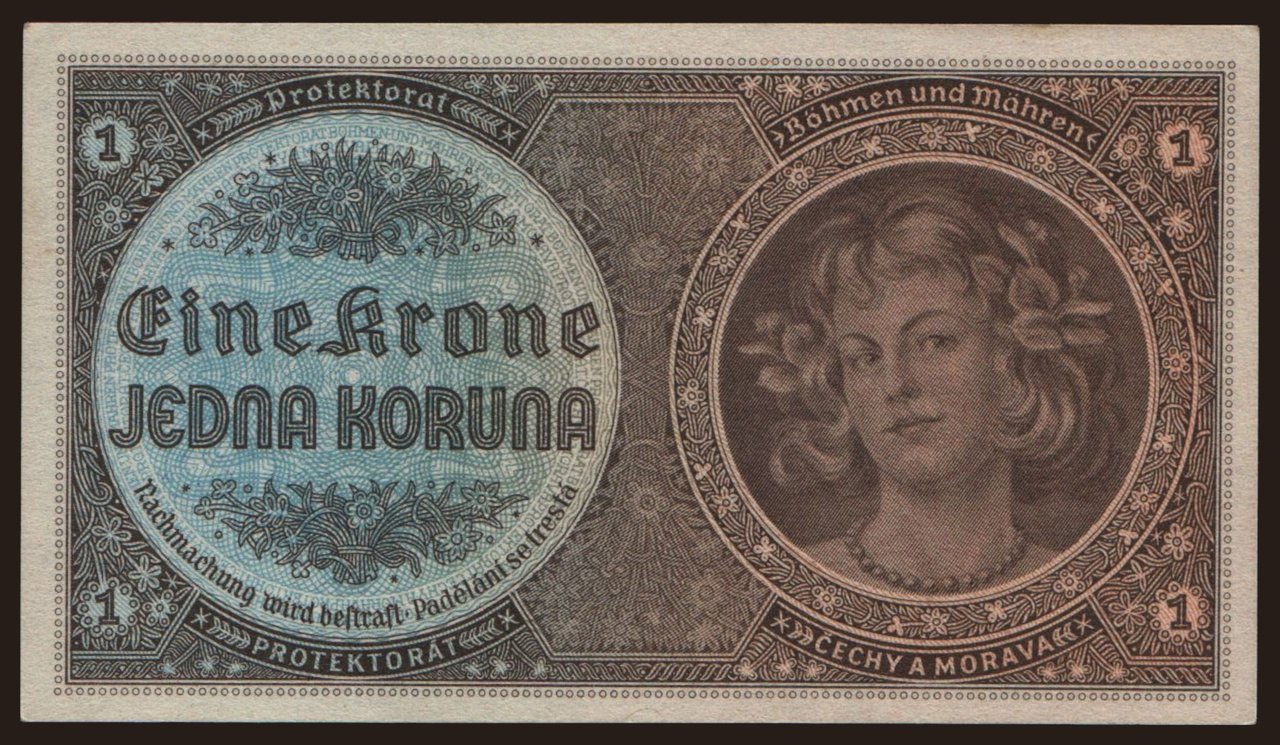 Protektorat
Böhmen und Mähren
1
1
Eine Krone
JEDNA KORUNA
Nachmachung wird bestraft · Padělání se trestá
1
1
PROTEKTORÁT
ČECHY A MORAVA